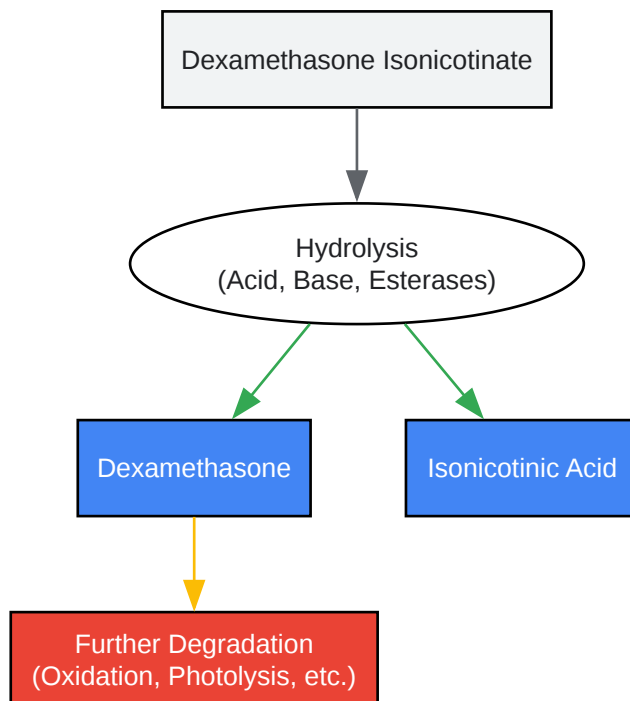 Dexamethasone Isonicotinate
Hydrolysis
(Acid, Base, Esterases)
Dexamethasone
Isonicotinic Acid
Further Degradation
(Oxidation, Photolysis, etc.)